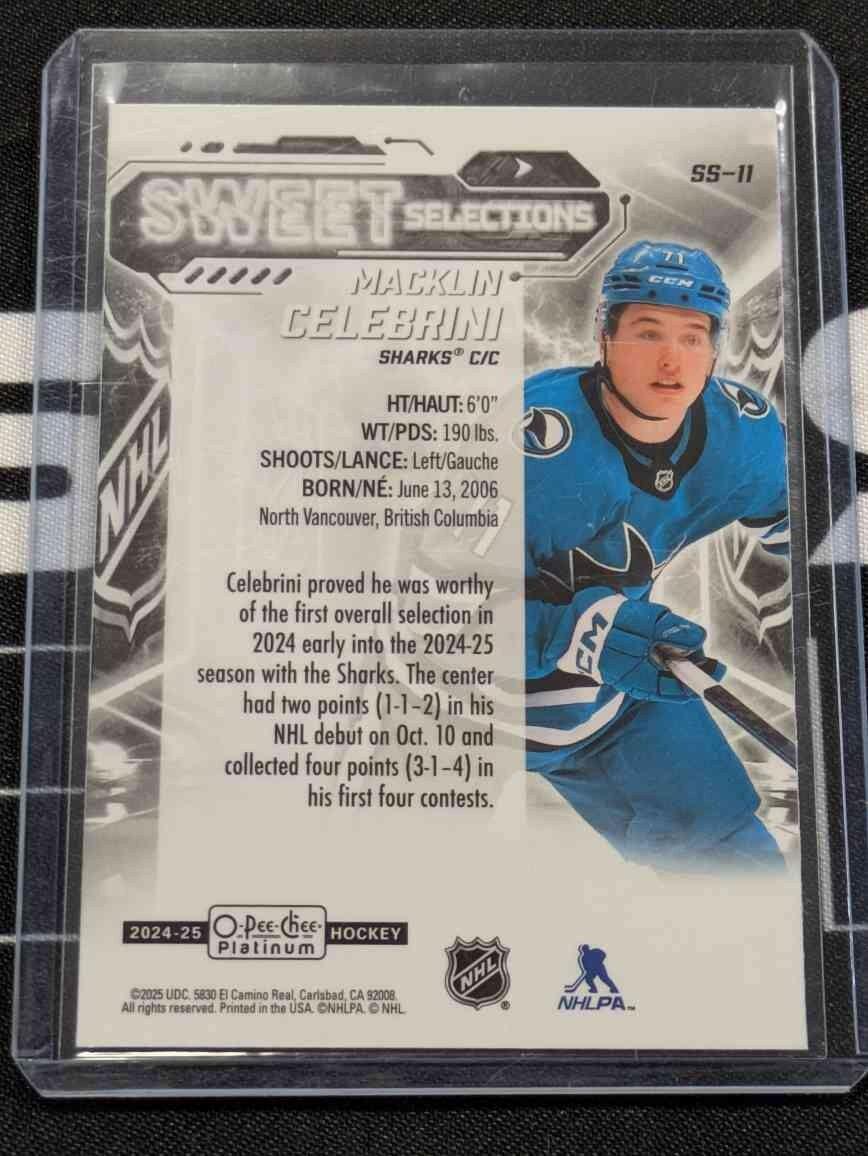 SS-11
SWEET SELECTIONS
MACKLIN
CELEBRINI
SHARKS® C/C
HT/HAUT: 6'0"
WT/PDS: 190 lbs.
SHOOTS/LANCE: Left/Gauche
BORN/NÉ: June 13, 2006
North Vancouver, British Columbia
Celebrini proved he was worthy
of the first overall selection in
2024 early into the 2024-25
season with the Sharks. The center
had two points (1-1–2) in his
NHL debut on Oct. 10 and
collected four points (3-1–4) in
his first four contests.
71
CCM
CM
NHL
2024-25 O-Pee-Chee Platinum HOCKEY
©2025 UDC. 5830 El Camino Real, Carlsbad, CA 92008.
All rights reserved. Printed in the USA. ©NHLPA. © NHL.
NHL®
NHLPA™